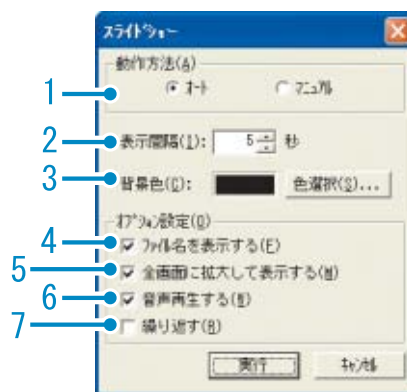 スライドショー
動作方法(A)
1
オート マニュアル
2 表示間隔(I): 5 秒
3 背景色(C): 色選択(S)...
オプション設定(O)
4 ファイル名を表示する(F)
5 全画面に拡大して表示する(M)
6 音声再生する(V)
7 繰り返す(R)
実行 キャンセル